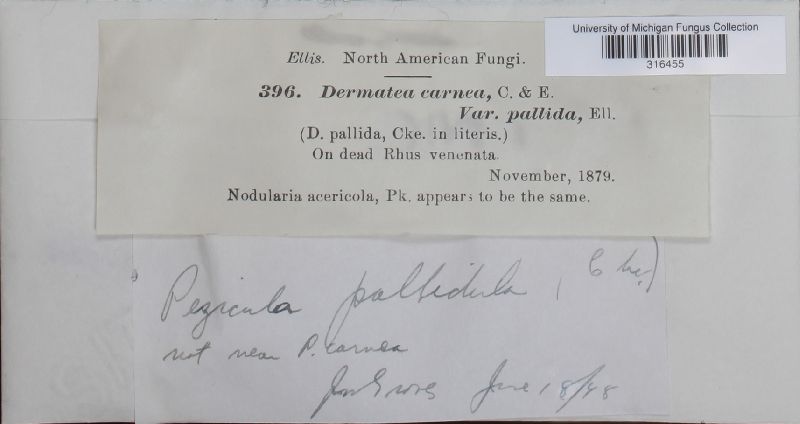 University of Michigan Fungus Collection
316455
Ellis. North American Fungi.
396. Dermatea carnea, C. & E.
Var. pallida, Ell.
(D. pallida, Cke. in literis.)
On dead Rhus venenata.
November, 1879.
Nodularia acericola, Pk. appears to be the same.
Pezicula pallidula,
not near P. carnea
June 18/48